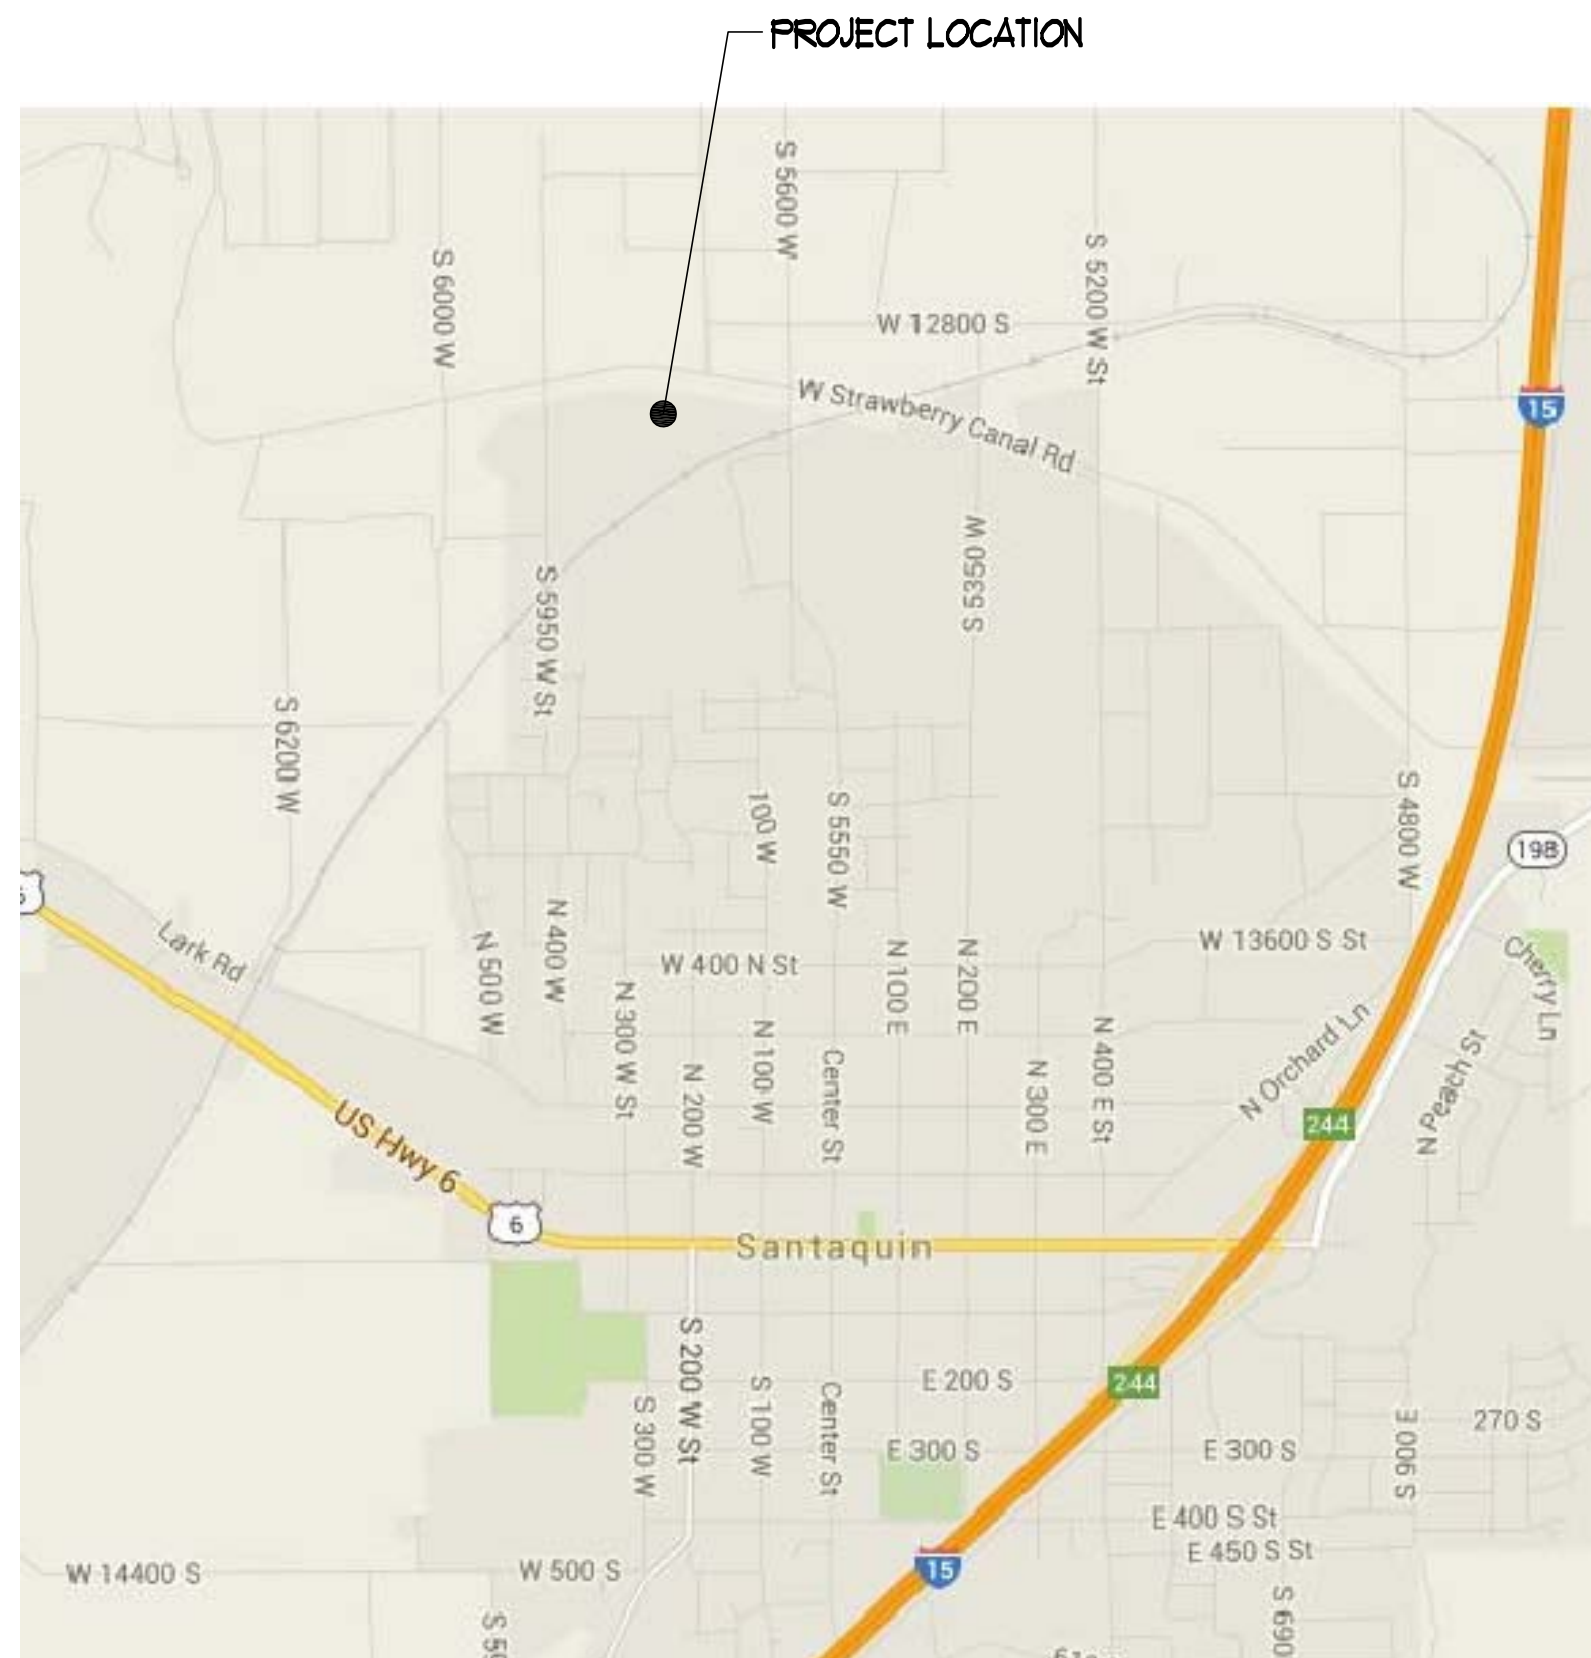 PROJECT LOCATION
S 5600 W
S 6000 W
S 5200 W St
W 12800 S
W Strawberry Canal Rd
15
S 5350 W
S 5950 W St
S 6200 W
100 W
S 5550 W
S 4800 W
198
Lark Rd
N 500 W
N 400 W
W 400 N St
N 100 E
N 200 E
W 13600 S St
Cherry Ln
N 300 W St
N 200 W
N 100 W
Center St
N 300 E
N 400 E St
N Orchard Ln
244
N Peach St
US Hwy 6
6
Santaquin
S 200 W St
S 300 W
S 100 W
Center St
E 200 S
244
E 300 S
E 300 S
S 900 E
270 S
E 400 S St
E 450 S St
W 14400 S
W 500 S
15
S 690